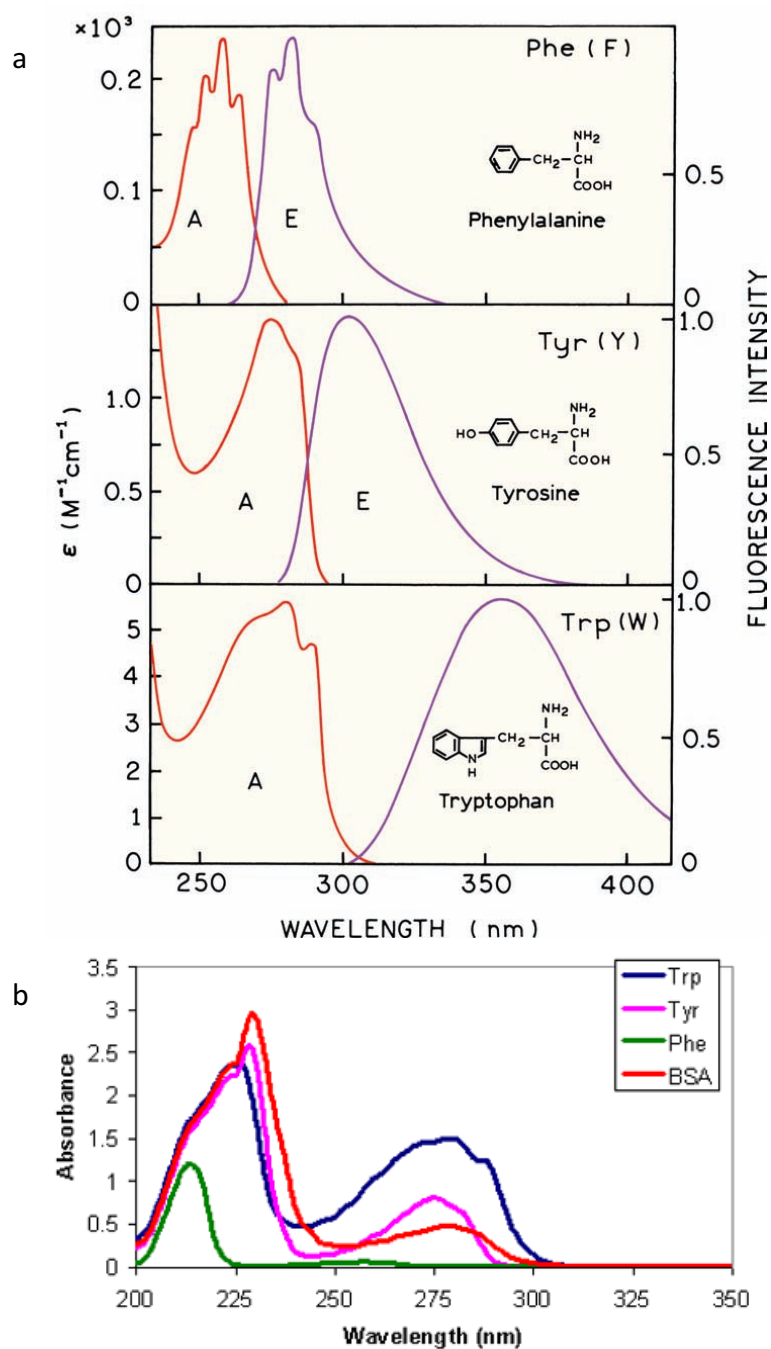 a
×10³
Phe (F)
0.2
0.1
0
0.5
0
A
E
NH₂
CH₂
CH
COOH
Phenylalanine
Tyr (Y)
1.0
0.5
0
1.0
0.5
0
A
E
HO
NH₂
CH₂
CH
COOH
Tyrosine
ε (M⁻¹cm⁻¹)
FLUORESCENCE INTENSITY
Trp (W)
5
4
3
2
1
0
1.0
0.5
0
A
NH₂
CH₂
CH
COOH
N
H
Tryptophan
250 300 350 400
WAVELENGTH (nm)
b
3.5
3
2.5
2
1.5
1
0.5
0
Absorbance
Trp
Tyr
Phe
BSA
200 225 250 275 300 325 350
Wavelength (nm)